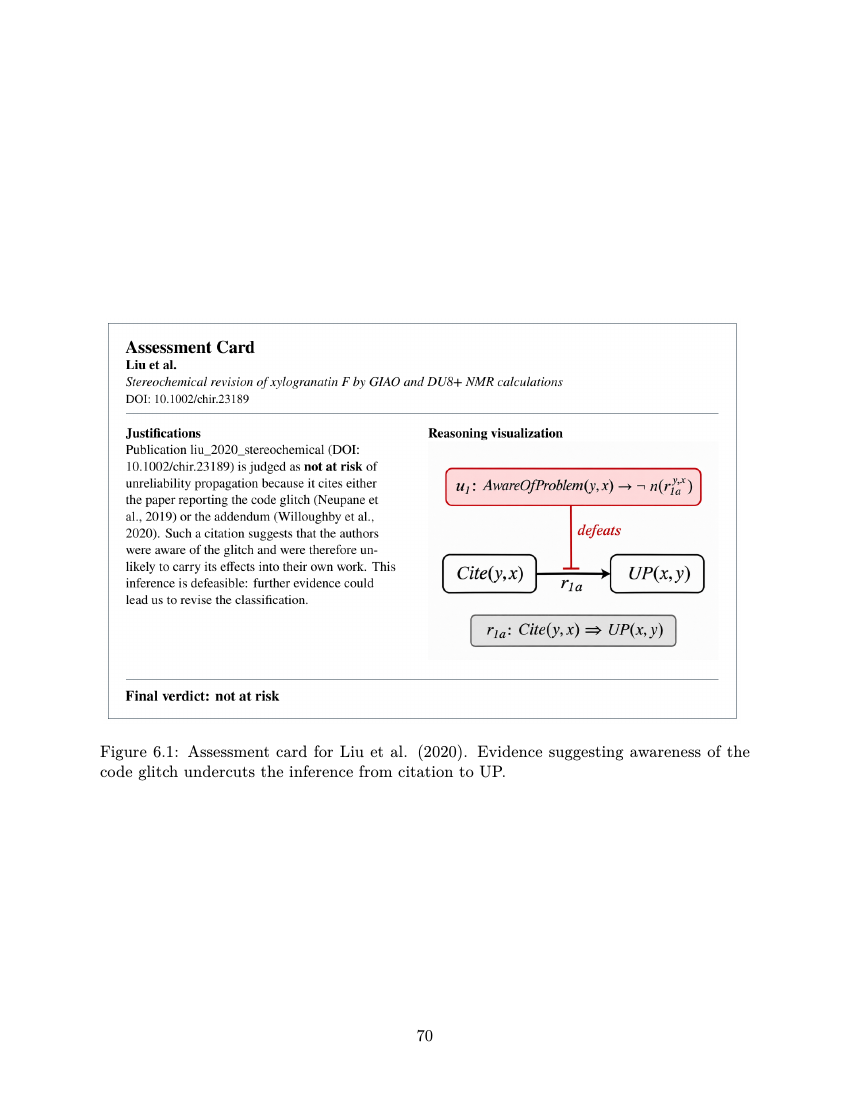 Assessment Card
Liu et al.
Stereochemical revision of xylogranatin F by GIAO and DU8+ NMR calculations
DOI: 10.1002/chir.23189
Justifications
Publication liu_2020_stereochemical (DOI:
10.1002/chir.23189) is judged as not at risk of
unreliability propagation because it cites either
the paper reporting the code glitch (Neupane et
al., 2019) or the addendum (Willoughby et al.,
2020). Such a citation suggests that the authors
were aware of the glitch and were therefore un-
likely to carry its effects into their own work. This
inference is defeasible: further evidence could
lead us to revise the classification.
Reasoning visualization
u₁: AwareOfProblem(y,x) → ¬ n(r₁ₐ^{y,x})
defeats
Cite(y,x)
r₁ₐ
UP(x,y)
r₁ₐ: Cite(y,x) ⇒ UP(x,y)
Final verdict: not at risk
Figure 6.1: Assessment card for Liu et al. (2020). Evidence suggesting awareness of the
code glitch undercuts the inference from citation to UP.
70